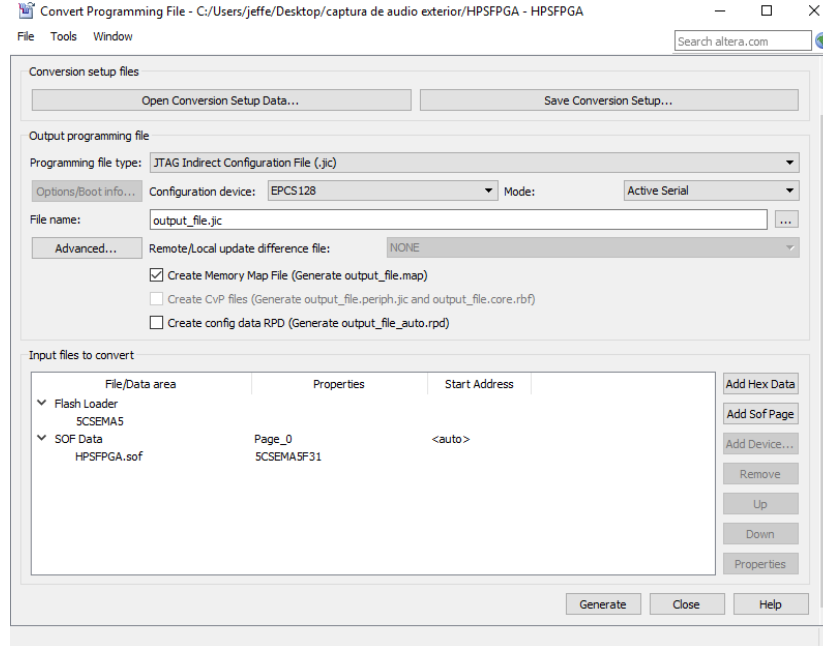 Convert Programming File - C:/Users/jeffe/Desktop/captura de audio exterior/HPSFPGA - HPSFPGA
File Tools Window
Search altera.com
Conversion setup files
Open Conversion Setup Data... Save Conversion Setup...
Output programming file
Programming file type: JTAG Indirect Configuration File (.jic)
Options/Boot info... Configuration device: EPCS128 Mode: Active Serial
File name: output_file.jic ...
Advanced... Remote/Local update difference file: NONE
Create Memory Map File (Generate output_file.map)
Create CvP files (Generate output_file.periph.jic and output_file.core.rbf)
Create config data RPD (Generate output_file_auto.rpd)
Input files to convert
File/Data area Properties Start Address
Add Hex Data
Flash Loader
5CSEMA5
Add Sof Page
SOF Data Page_0 <auto>
Add Device...
HPSFPGA.sof 5CSEMA5F31
Remove
Up
Down
Properties
Generate Close Help